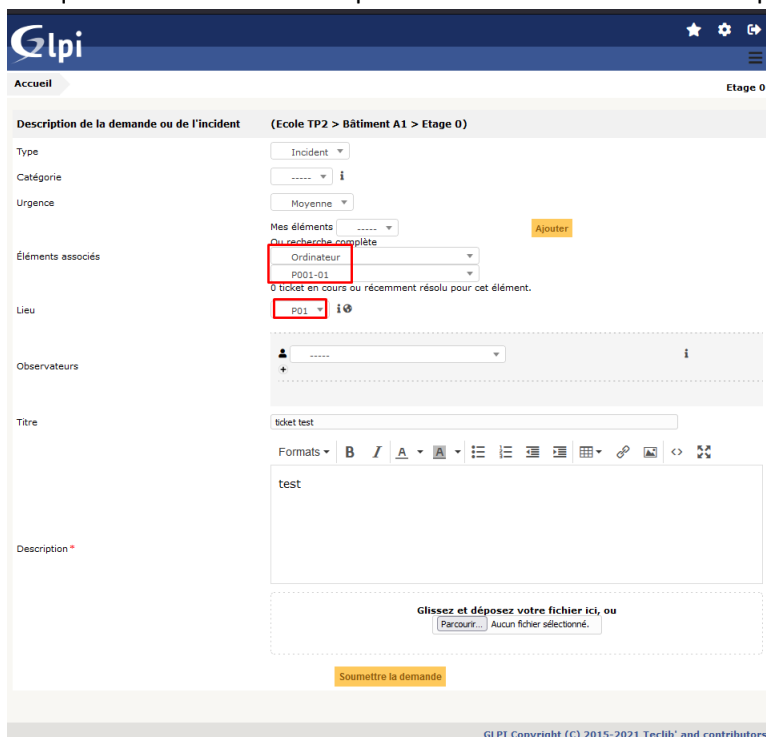 Glpi
Accueil
Etage 0
Description de la demande ou de l'incident (Ecole TP2 > Bâtiment A1 > Etage 0)
Type Incident
Catégorie -----
Urgence Moyenne
Mes éléments ----- Ajouter
Ou recherche complète
Éléments associés Ordinateur
P001-01
0 ticket en cours ou récemment résolu pour cet élément.
Lieu P01
Observateurs -----
Titre ticket test
Formats B I A A
test
Description *
Glissez et déposez votre fichier ici, ou
Parcourir... Aucun fichier sélectionné.
Soumettre la demande
GLPI Copyright (C) 2015-2021 Teclib' and contributors